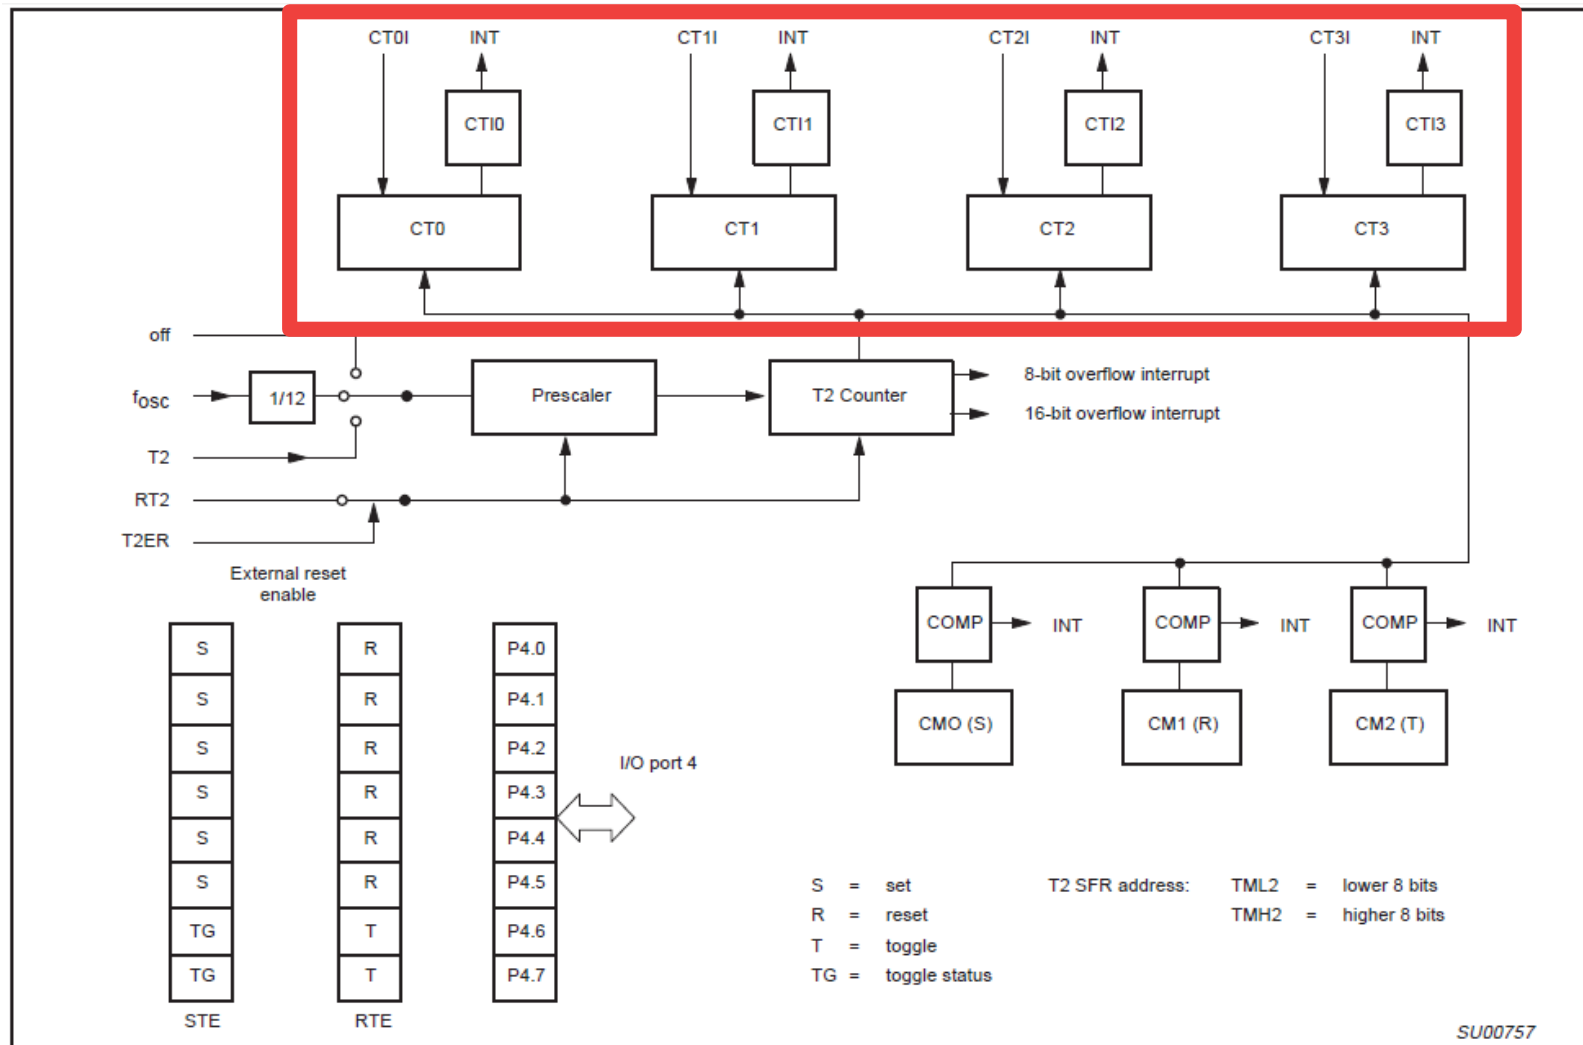 CT0I INT CT1I INT CT2I INT CT3I INT
CTI0 CTI1 CTI2 CTI3
CT0 CT1 CT2 CT3
off
fosc 1/12 Prescaler T2 Counter
8-bit overflow interrupt
16-bit overflow interrupt
T2
RT2
T2ER
External reset
enable
COMP INT COMP INT COMP INT
CMO (S) CM1 (R) CM2 (T)
S R P4.0
S R P4.1
S R P4.2
S R P4.3
S R P4.4
S R P4.5
TG T P4.6
TG T P4.7
STE RTE
I/O port 4
S = set
R = reset
T = toggle
TG = toggle status
T2 SFR address: TML2 = lower 8 bits
TMH2 = higher 8 bits
SU00757